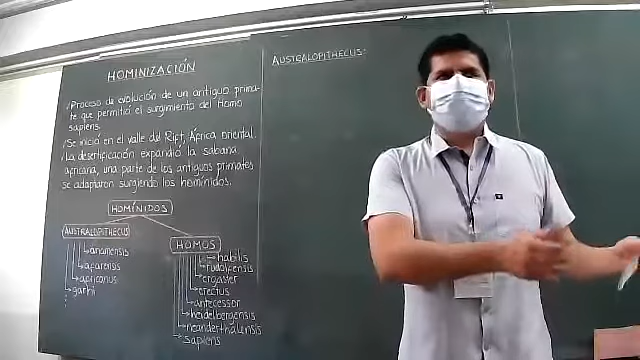 HOMINIZACIÓN
Proceso de evolución de un antiguo prima-
te que permitió el surgimiento del Homo
sapiens.
Se inició en el valle del Rift, África oriental.
La desertificación expandió la sabana
africana, una parte de los antiguos primates
se adaptaron surgiendo los homínidos.
HOMÍNIDOS
AUSTRALOPITHECUS
anamensis
afarensis
africanus
garhi
HOMOS
habilis
rudolfensis
ergaster
erectus
antecessor
heidelbergensis
neanderthalensis
sapiens
AUSTRALOPITHECUS: